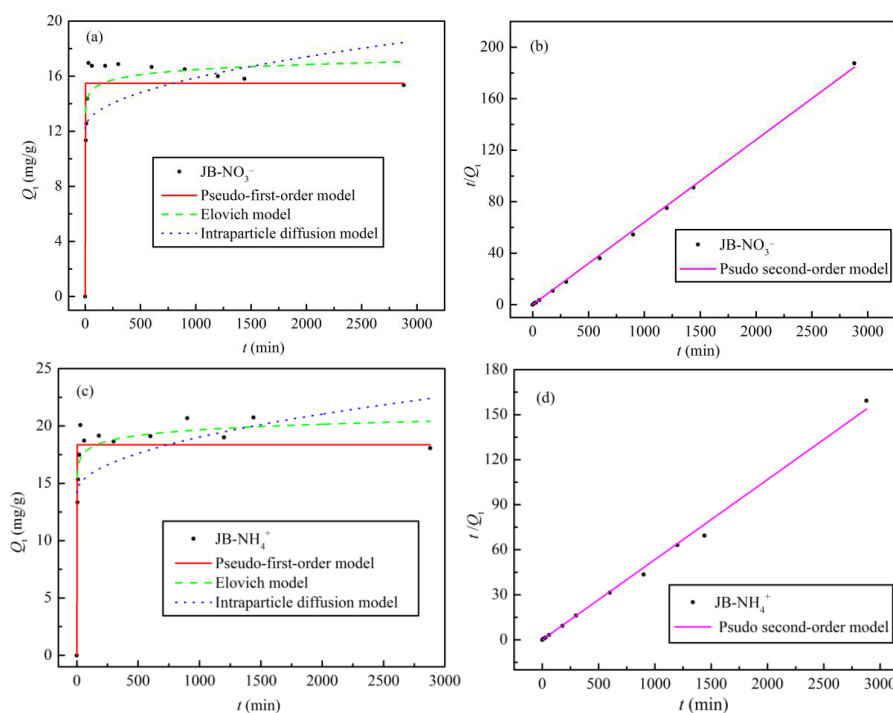 (a)
20
16
12
8
4
0
Qt (mg/g)
JB-NO3−
Pseudo-first-order model
Elovich model
Intraparticle diffusion model
0 500 1000 1500 2000 2500 3000
t (min)
(b)
200
160
120
80
40
0
t/Qt
JB-NO3−
Psudo second-order model
0 500 1000 1500 2000 2500 3000
t (min)
(c)
25
20
15
10
5
0
Qt (mg/g)
JB-NH4+
Pseudo-first-order model
Elovich model
Intraparticle diffusion model
0 500 1000 1500 2000 2500 3000
t (min)
(d)
180
150
120
90
60
30
0
t /Qt
JB-NH4+
Psudo second-order model
0 500 1000 1500 2000 2500 3000
t (min)